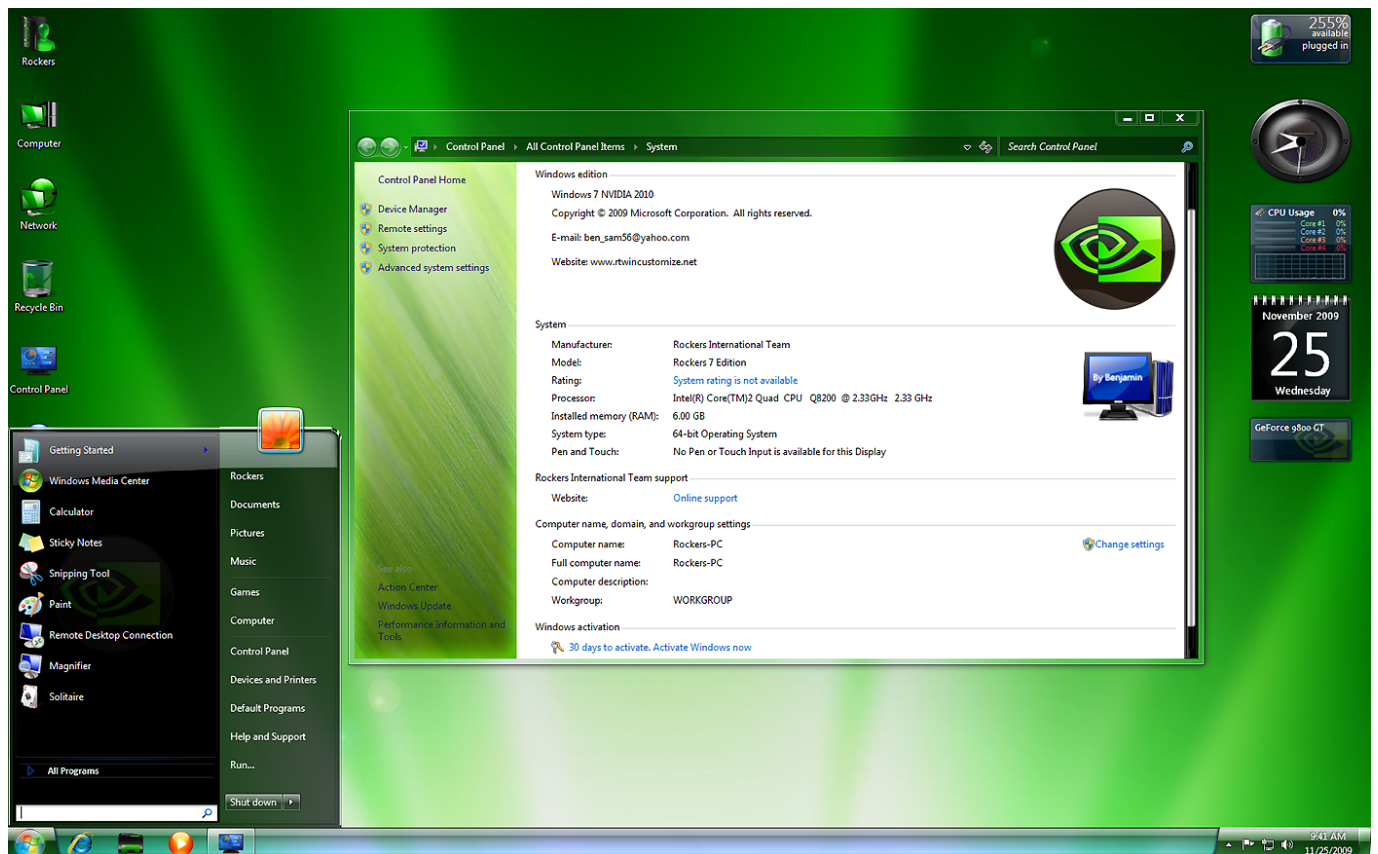 Rockers
Computer
Network
Recycle Bin
Control Panel
Control Panel
All Control Panel Items
System
Search Control Panel
Control Panel Home
Device Manager
Remote settings
System protection
Advanced system settings
See also
Action Center
Windows Update
Performance Information and
Tools
Windows edition
Windows 7 NVIDIA 2010
Copyright © 2009 Microsoft Corporation. All rights reserved.
E-mail: ben_sam56@yahoo.com
Website: www.rtwincustomize.net
System
Manufacturer: Rockers International Team
Model: Rockers 7 Edition
Rating: System rating is not available
Processor: Intel(R) Core(TM)2 Quad CPU Q8200 @ 2.33GHz 2.33 GHz
Installed memory (RAM): 6.00 GB
System type: 64-bit Operating System
Pen and Touch: No Pen or Touch Input is available for this Display
By Benjamin
Rockers International Team support
Website: Online support
Computer name, domain, and workgroup settings
Computer name: Rockers-PC
Change settings
Full computer name: Rockers-PC
Computer description:
Workgroup: WORKGROUP
Windows activation
30 days to activate. Activate Windows now
255%
available
plugged in
CPU Usage 0%
Core #1 0%
Core #2 0%
Core #3 0%
Core #4 0%
November 2009
25
Wednesday
GeForce 9800 GT
Getting Started
Windows Media Center
Calculator
Sticky Notes
Snipping Tool
Paint
Remote Desktop Connection
Magnifier
Solitaire
All Programs
Rockers
Documents
Pictures
Music
Games
Computer
Control Panel
Devices and Printers
Default Programs
Help and Support
Run...
Shut down
9:41 AM
11/25/2009